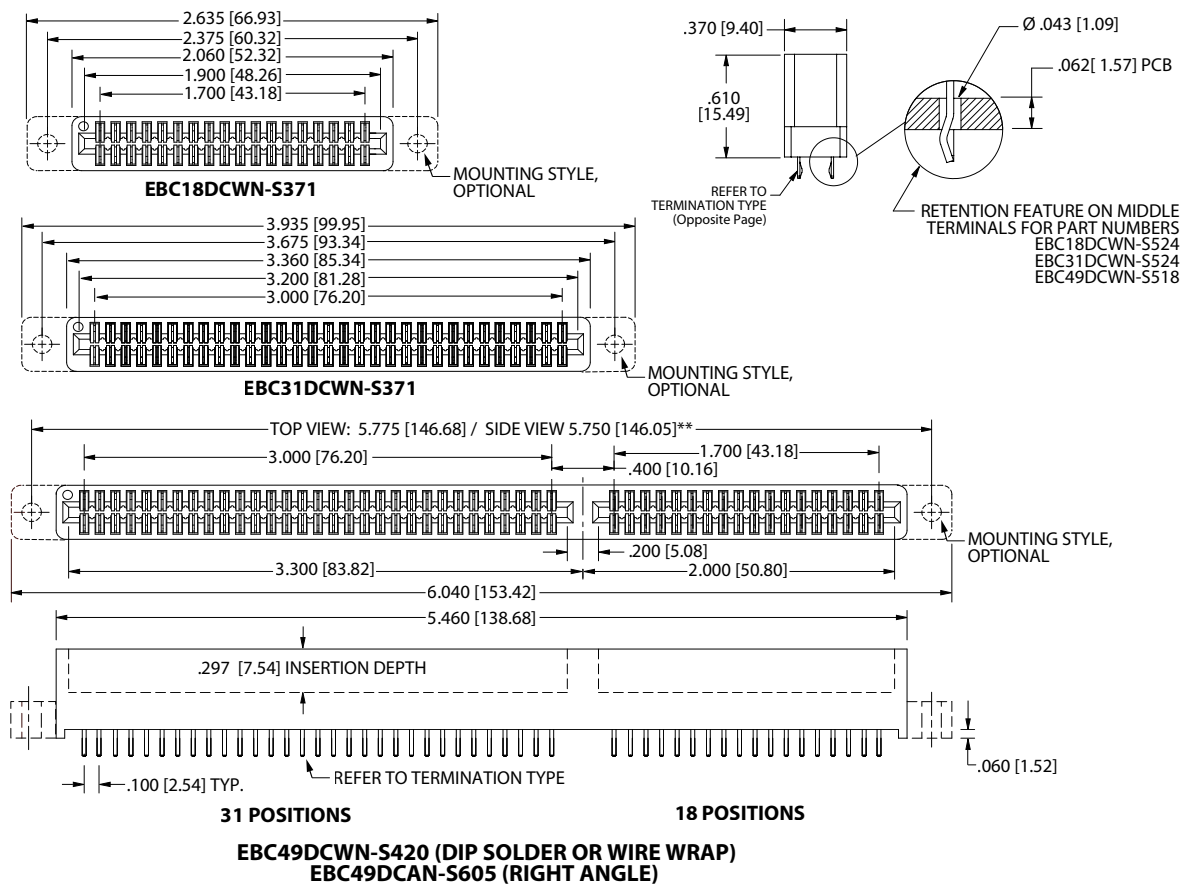 2.635 [66.93]
2.375 [60.32]
2.060 [52.32]
1.900 [48.26]
1.700 [43.18]
MOUNTING STYLE,
OPTIONAL
EBC18DCWN-S371
.370 [9.40]
.610
[15.49]
Ø .043 [1.09]
.062[ 1.57] PCB
REFER TO
TERMINATION TYPE
(Opposite Page)
RETENTION FEATURE ON MIDDLE
TERMINALS FOR PART NUMBERS
EBC18DCWN-S524
EBC31DCWN-S524
EBC49DCWN-S518
3.935 [99.95]
3.675 [93.34]
3.360 [85.34]
3.200 [81.28]
3.000 [76.20]
MOUNTING STYLE,
OPTIONAL
EBC31DCWN-S371
TOP VIEW: 5.775 [146.68] / SIDE VIEW 5.750 [146.05]**
3.000 [76.20]
1.700 [43.18]
.400 [10.16]
MOUNTING STYLE,
OPTIONAL
.200 [5.08]
3.300 [83.82]
2.000 [50.80]
6.040 [153.42]
5.460 [138.68]
.297 [7.54] INSERTION DEPTH
.060 [1.52]
.100 [2.54] TYP.
REFER TO TERMINATION TYPE
31 POSITIONS
18 POSITIONS
EBC49DCWN-S420 (DIP SOLDER OR WIRE WRAP)
EBC49DCAN-S605 (RIGHT ANGLE)